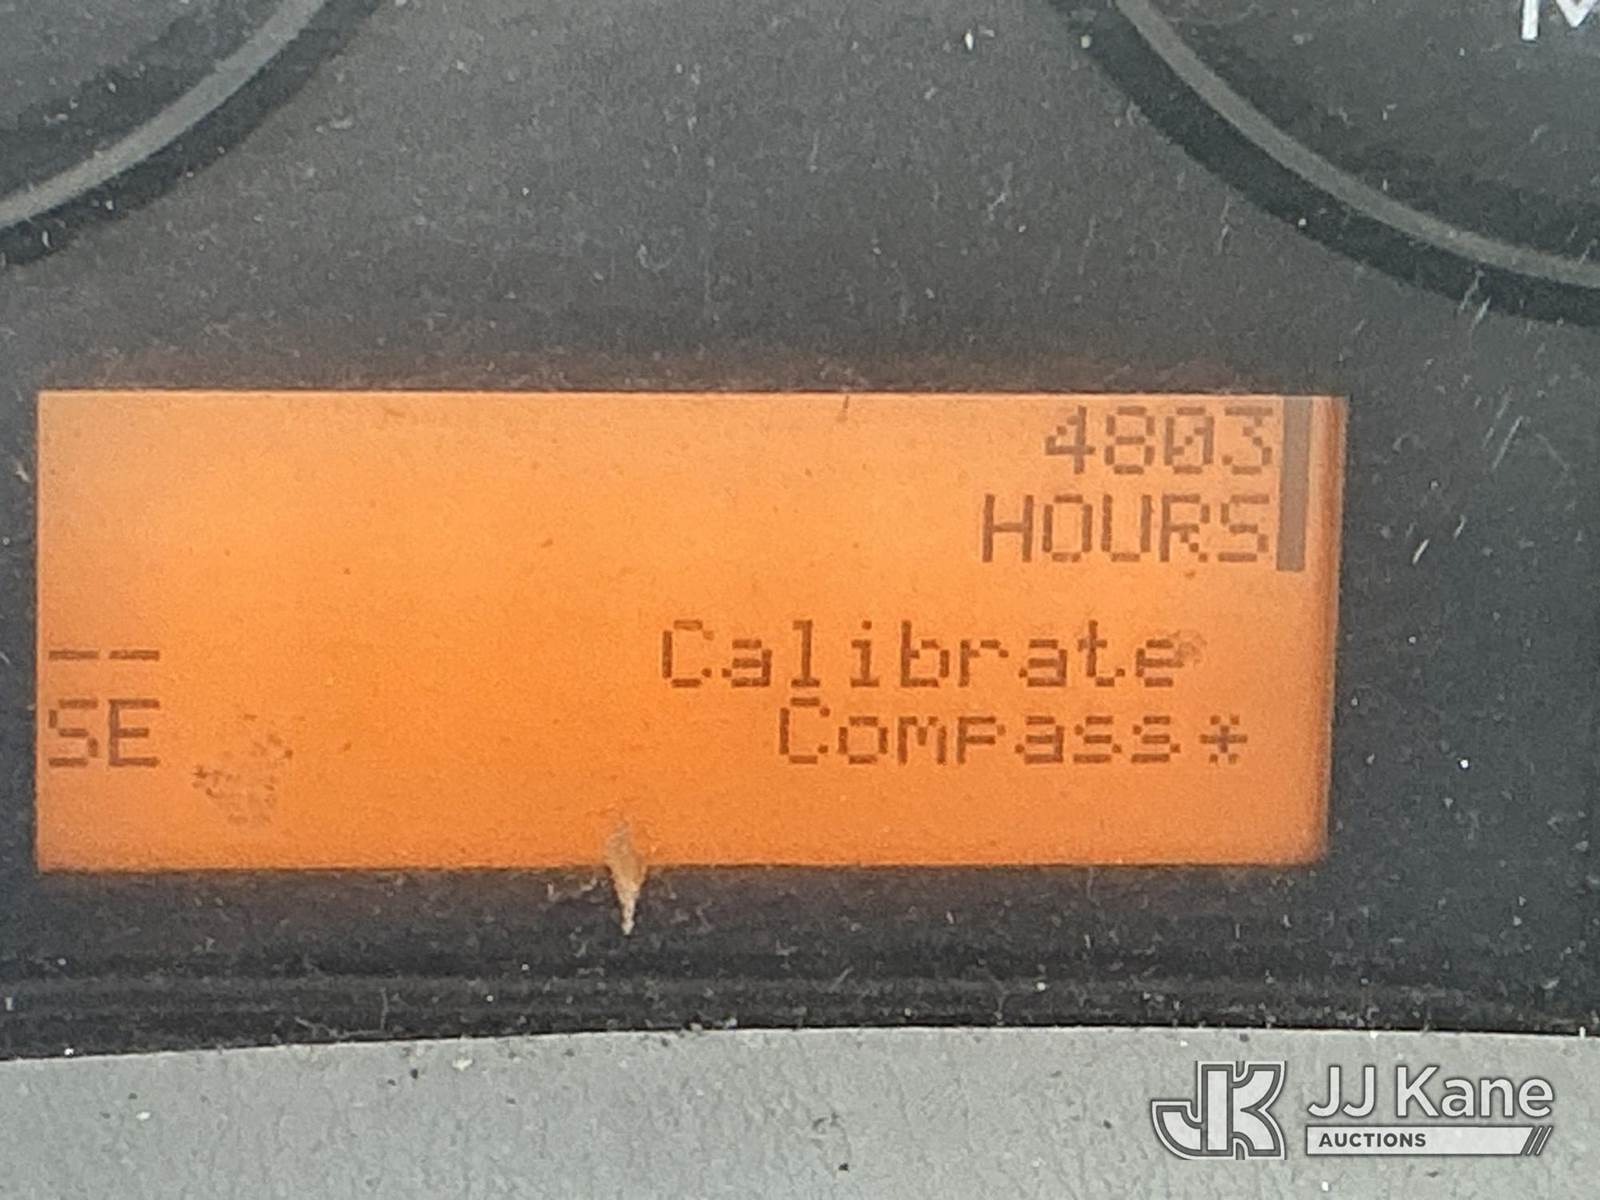 4803
HOURS
-- Calibrate
SE Compass*
JJ Kane
AUCTIONS